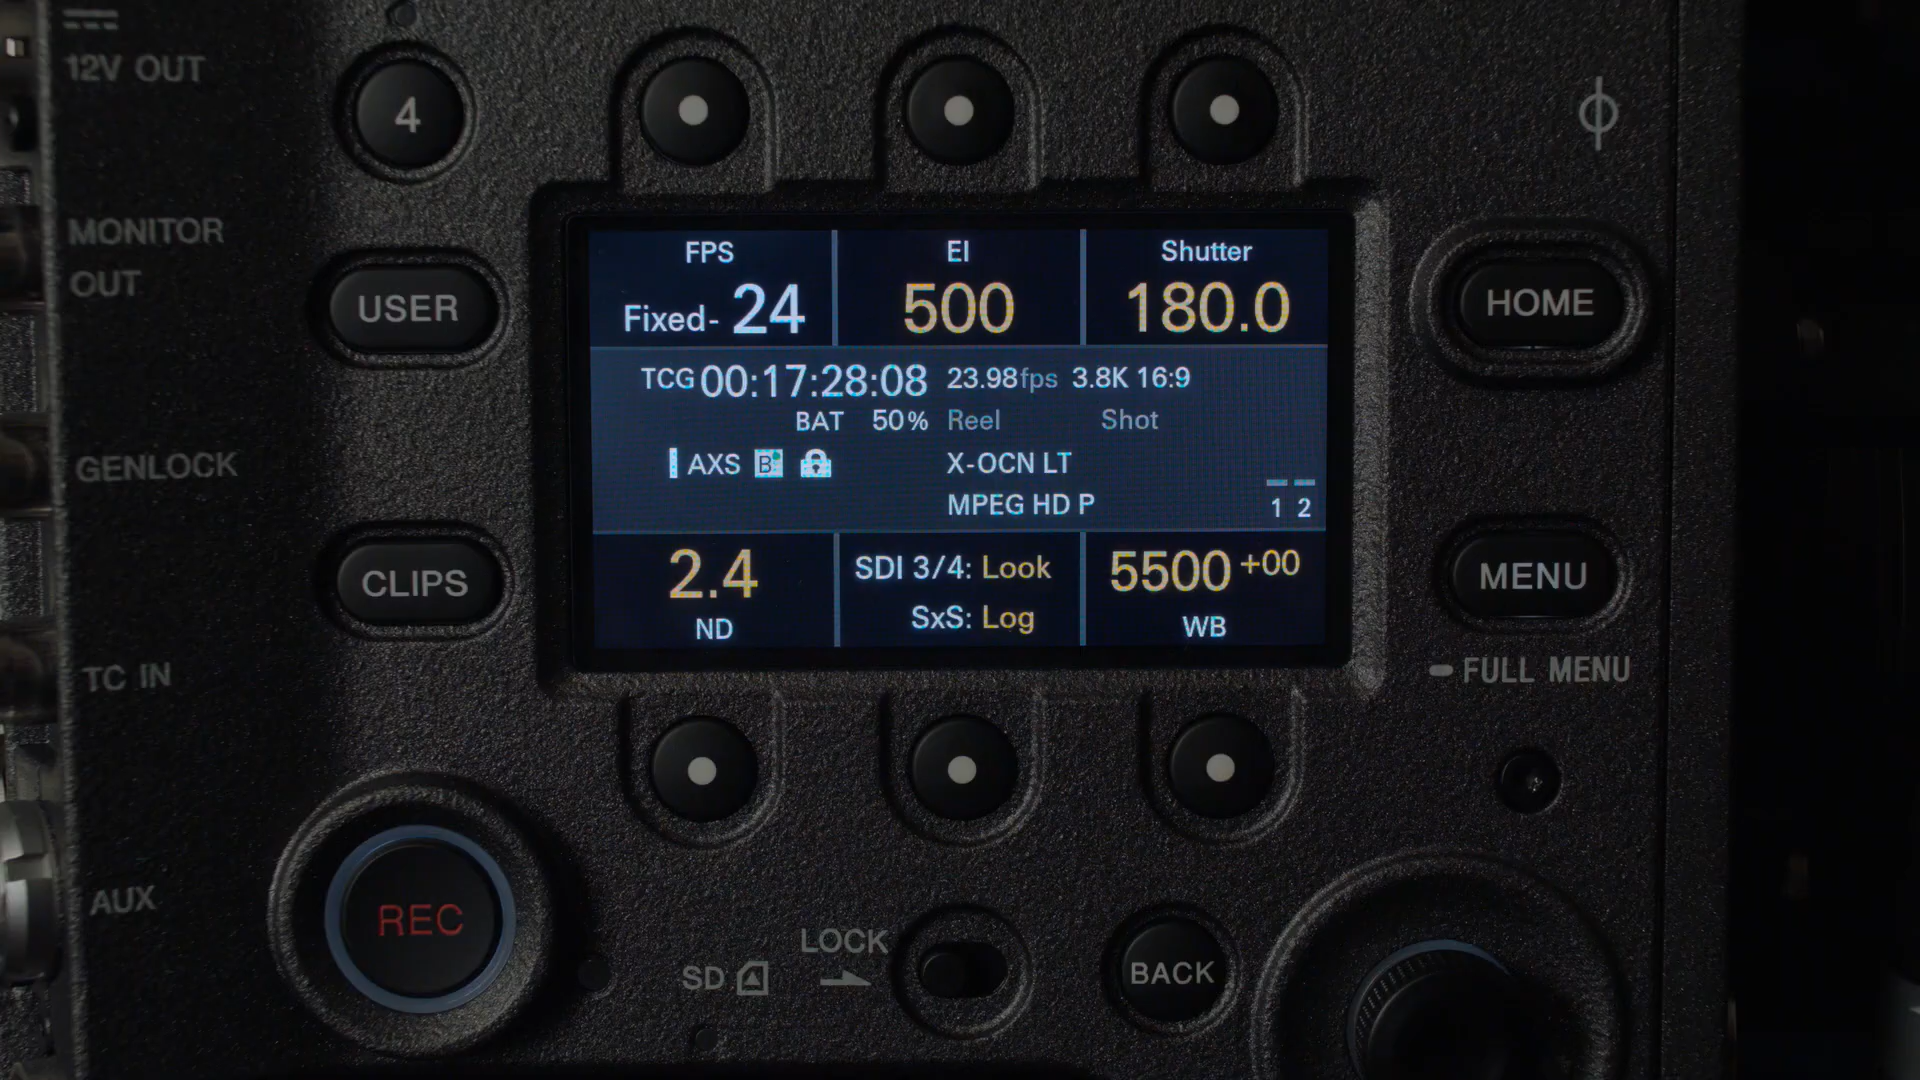 12V OUT
4
MONITOR
OUT
USER
GENLOCK
CLIPS
TC IN
AUX
REC
FPS
Fixed- 24
EI
500
Shutter
180.0
TCG 00:17:28:08 23.98fps 3.8K 16:9
BAT 50% Reel Shot
AXS B X-OCN LT
MPEG HD P 1 2
2.4
ND
SDI 3/4: Look
SxS: Log
5500 +00
WB
HOME
MENU
FULL MENU
LOCK
SD
BACK